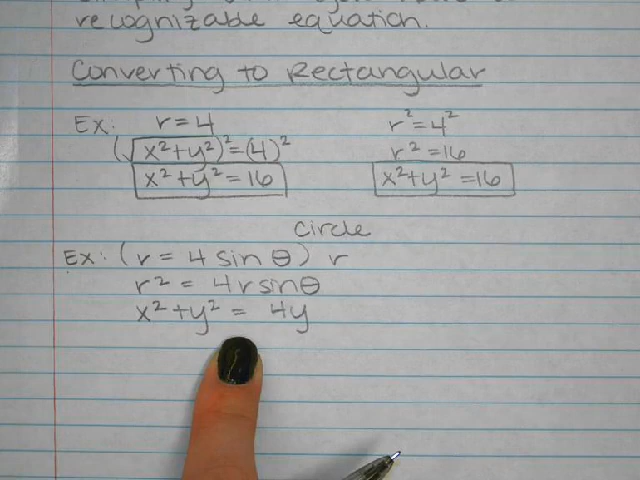 recognizable equation.
Converting to Rectangular
Ex: r = 4 r² = 4²
(√x² + y²)² = (4)² r² = 16
x² + y² = 16 x² + y² = 16
circle
Ex: (r = 4 sin θ) r
r² = 4r sin θ
x² + y² = 4y